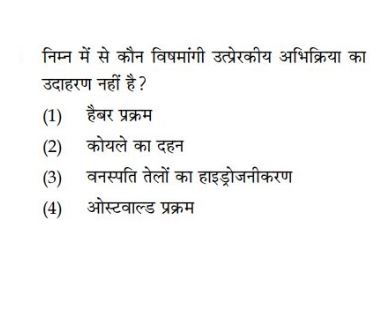 निम्न में से कौन विषमांगी उत्प्रेरकीय अभिक्रिया का
उदाहरण नहीं है?
(1) हैबर प्रक्रम
(2) कोयले का दहन
(3) वनस्पति तेलों का हाइड्रोजनीकरण
(4) ओस्टवाल्ड प्रक्रम